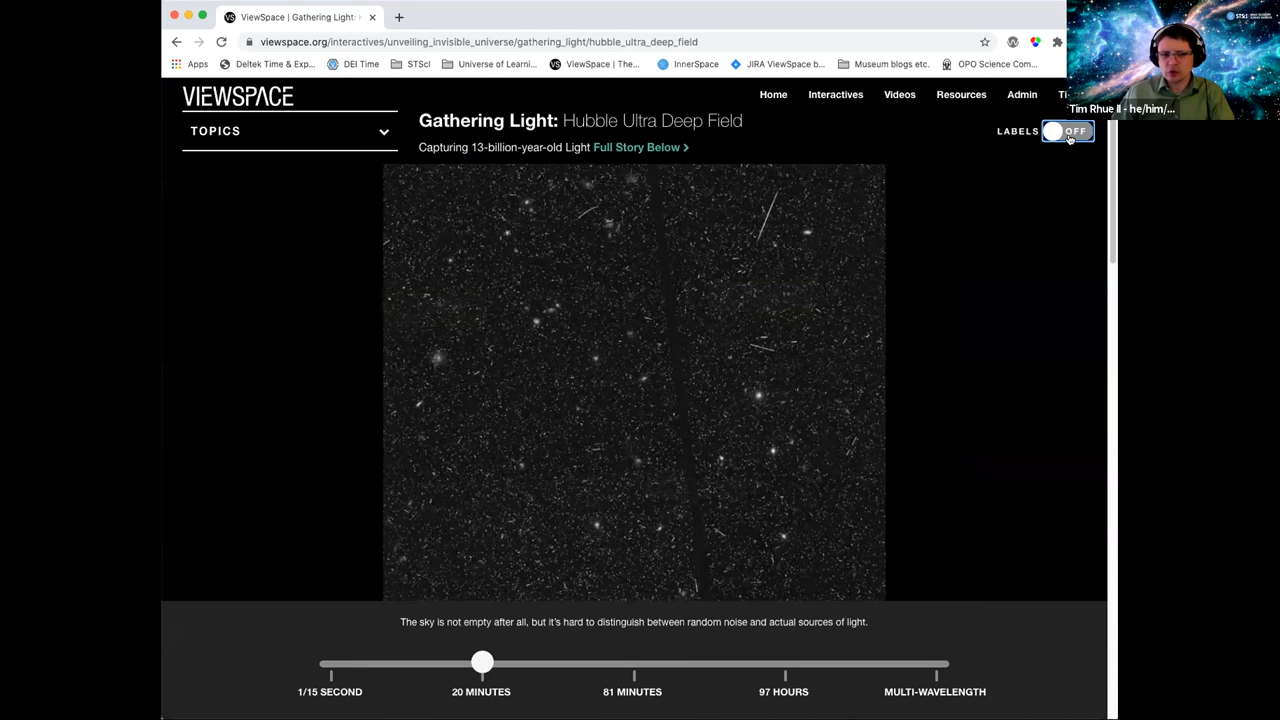 ViewSpace | Gathering Light:
viewspace.org/interactives/unveiling_invisible_universe/gathering_light/hubble_ultra_deep_field
Apps Deltek Time & Exp... DEI Time STScI Universe of Learni... ViewSpace | The... InnerSpace JIRA ViewSpace b... Museum blogs etc. OPO Science Com...
STScI
Tim Rhue II - he/him/...
VIEWSPACE
Home Interactives Videos Resources Admin
TOPICS
Gathering Light: Hubble Ultra Deep Field
Capturing 13-billion-year-old Light Full Story Below >
LABELS OFF
The sky is not empty after all, but it's hard to distinguish between random noise and actual sources of light.
1/15 SECOND 20 MINUTES 81 MINUTES 97 HOURS MULTI-WAVELENGTH